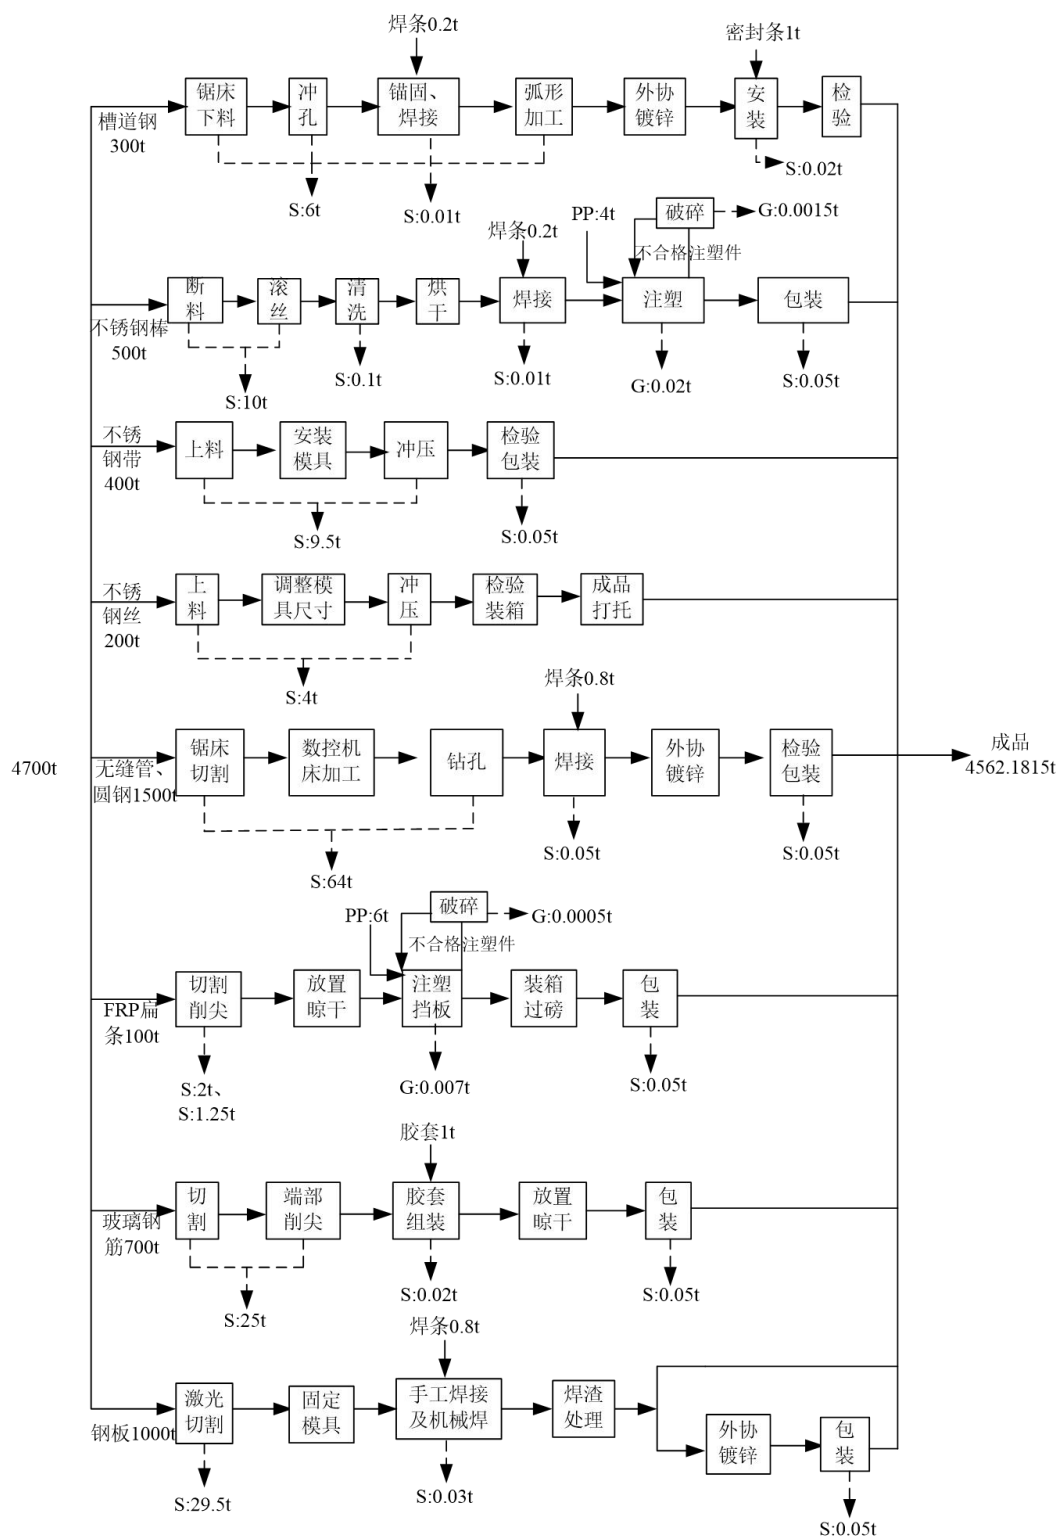 焊条0.2t
密封条1t
锯床
下料
冲
孔
锚固、
焊接
弧形
加工
外协
镀锌
安
装
检
验
槽道钢
300t
S:6t
S:0.01t
S:0.02t
焊条0.2t
PP:4t
破碎
G:0.0015t
不合格注塑件
断
料
滚
丝
清
洗
烘
干
焊接
注塑
包装
不锈钢棒
500t
S:10t
S:0.1t
S:0.01t
G:0.02t
S:0.05t
不锈
钢带
400t
上料
安装
模具
冲压
检验
包装
S:9.5t
S:0.05t
不锈
钢丝
200t
上
料
调整模
具尺寸
冲
压
检验
装箱
成品
打托
S:4t
焊条0.8t
4700t
无缝管、
圆钢1500t
锯床
切割
数控机
床加工
钻孔
焊接
外协
镀锌
检验
包装
成品
4562.1815t
S:64t
S:0.05t
S:0.05t
PP:6t
破碎
G:0.0005t
不合格注塑件
FRP扁
条100t
切割
削尖
放置
晾干
注塑
挡板
装箱
过磅
包
装
S:2t、
S:1.25t
G:0.007t
S:0.05t
胶套1t
玻璃钢
筋700t
切
割
端部
削尖
胶套
组装
放置
晾干
包
装
S:25t
S:0.02t
S:0.05t
焊条0.8t
钢板1000t
激光
切割
固定
模具
手工焊接
及机械焊
焊渣
处理
外协
镀锌
包
装
S:29.5t
S:0.03t
S:0.05t